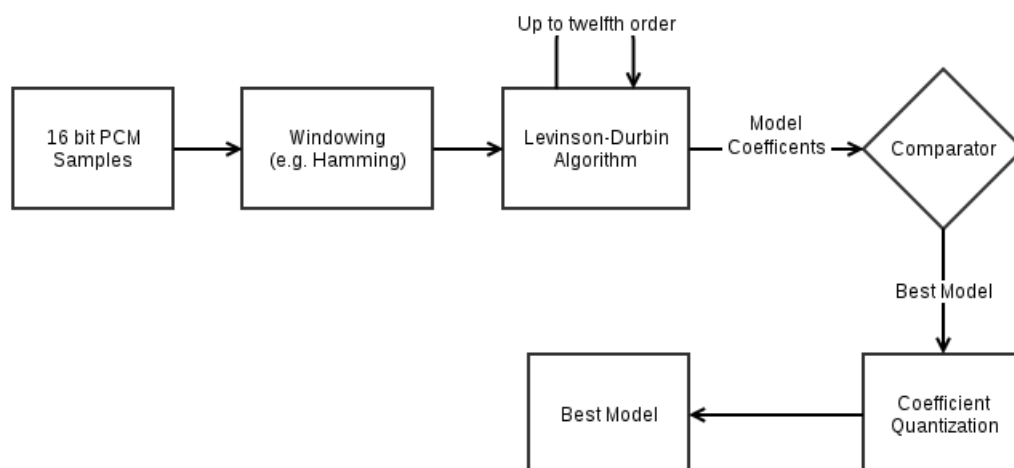 Up to twelfth order
16 bit PCM
Samples
Windowing
(e.g. Hamming)
Levinson-Durbin
Algorithm
Model
Coefficents
Comparator
Best Model
Coefficient
Quantization
Best Model